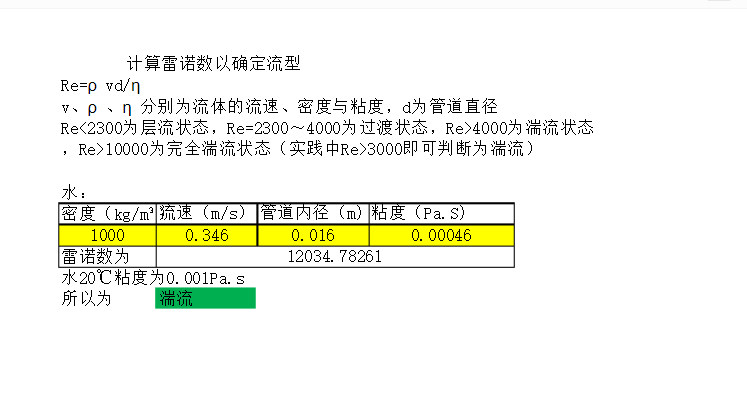 计算雷诺数以确定流型
Re=ρ vd/η
v、ρ 、η 分别为流体的流速、密度与粘度，d为管道直径
Re<2300为层流状态，Re=2300～4000为过渡状态，Re>4000为湍流状态
，Re>10000为完全湍流状态（实践中Re>3000即可判断为湍流）
水：
密度（kg/m³ 流速（m/s） 管道内径（m) 粘度（Pa.S)
1000 0.346 0.016 0.00046
雷诺数为 12034.78261
水20℃粘度为0.001Pa.s
所以为 湍流